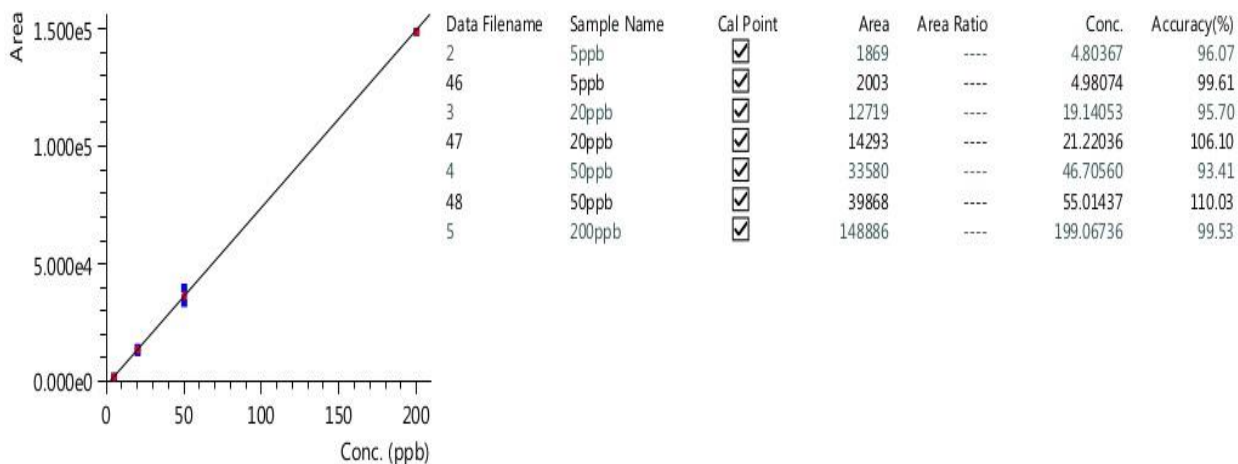 Area
1.500e5
1.000e5
5.000e4
0.000e0
0 50 100 150 200
Conc. (ppb)
Data Filename Sample Name Cal Point Area Area Ratio Conc. Accuracy(%)
2 5ppb 1869 ---- 4.80367 96.07
46 5ppb 2003 ---- 4.98074 99.61
3 20ppb 12719 ---- 19.14053 95.70
47 20ppb 14293 ---- 21.22036 106.10
4 50ppb 33580 ---- 46.70560 93.41
48 50ppb 39868 ---- 55.01437 110.03
5 200ppb 148886 ---- 199.06736 99.53